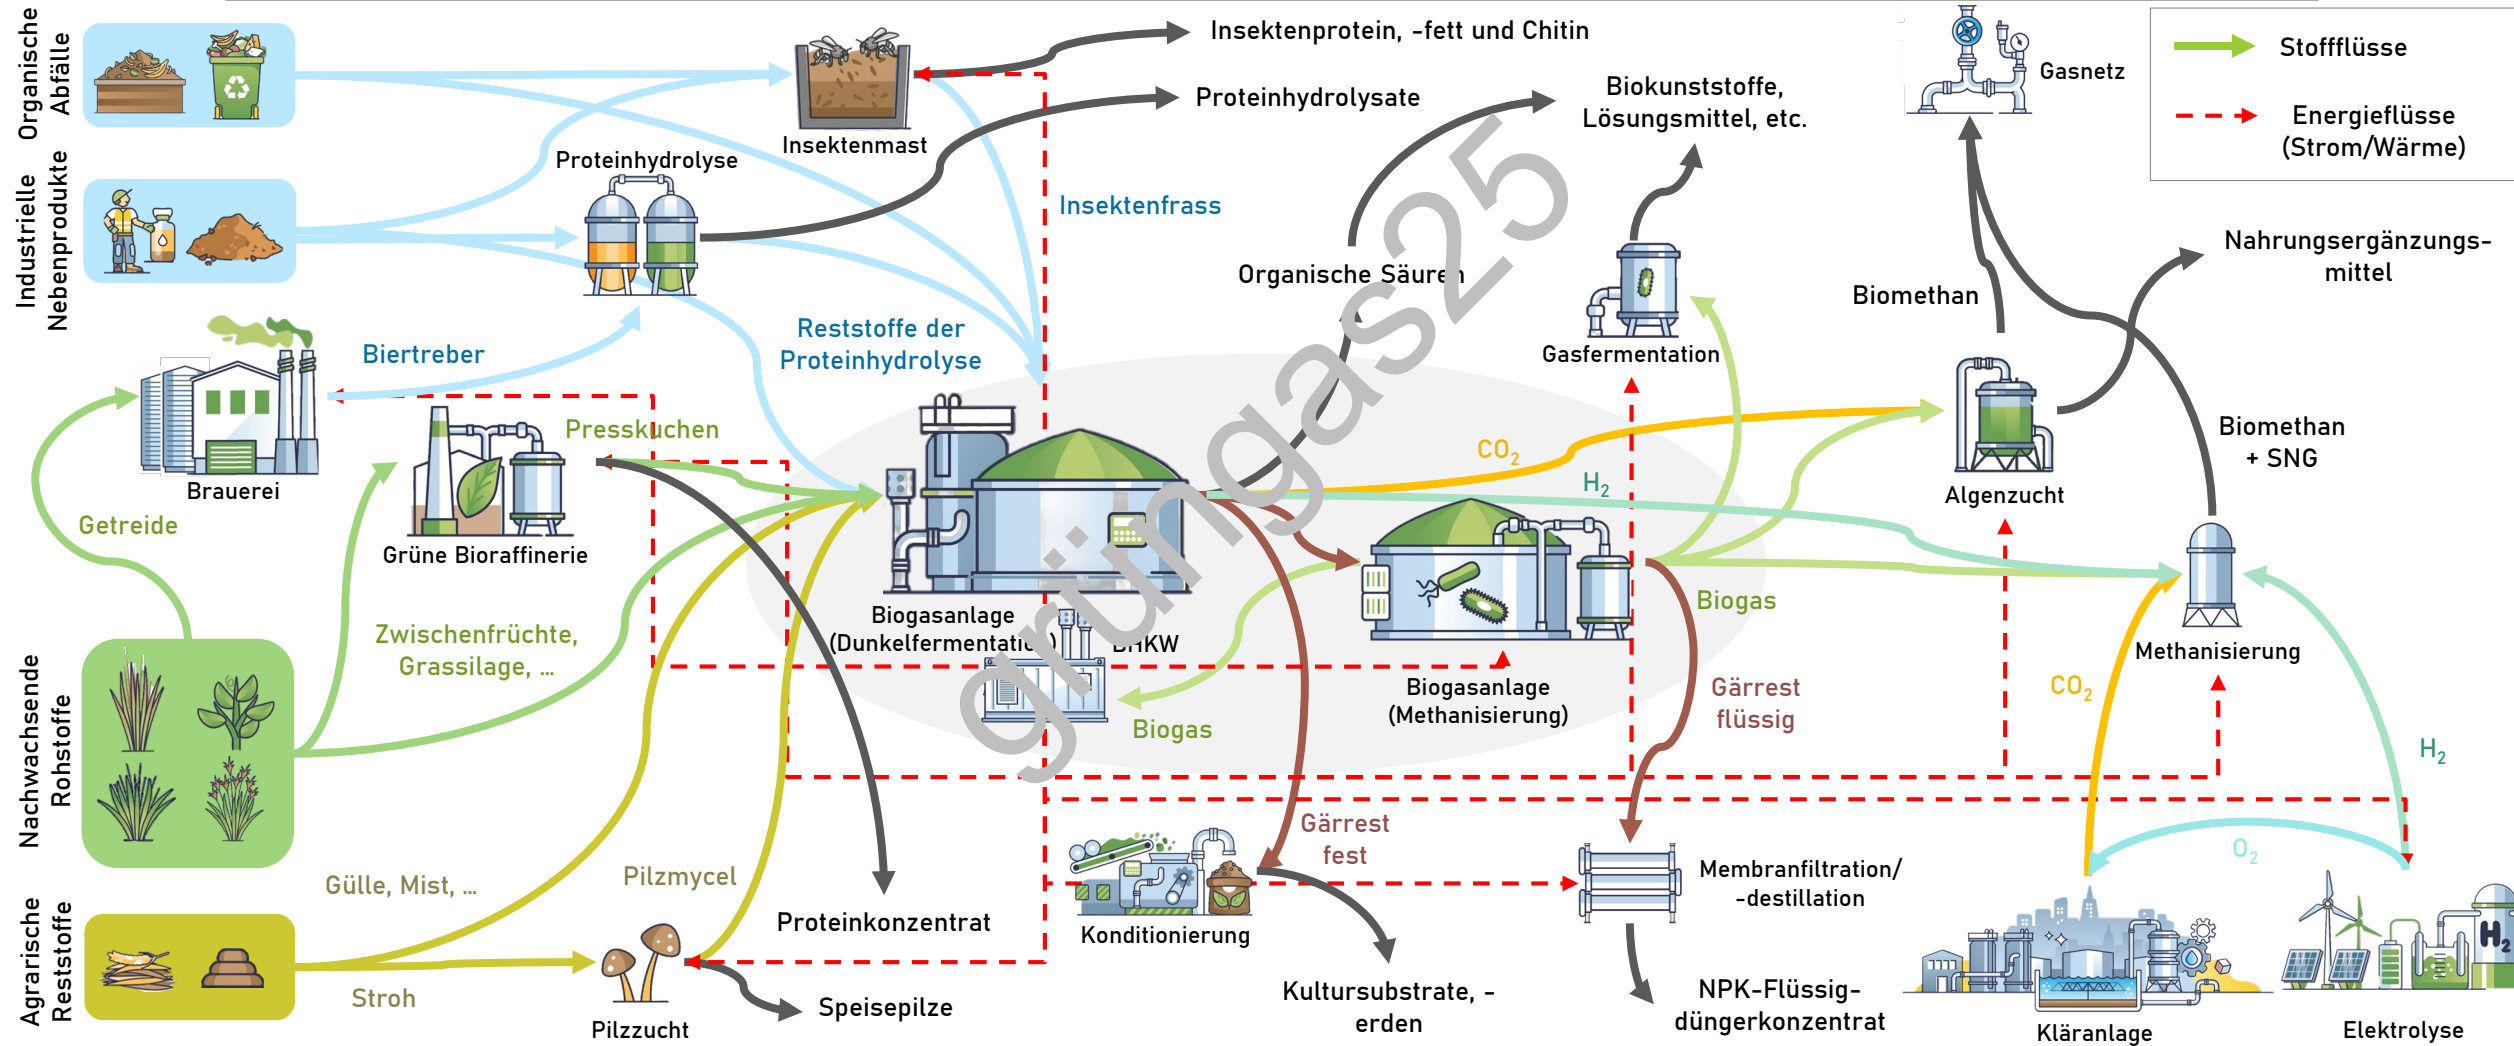 Organische
Abfälle
Industrielle
Nebenprodukte
Nachwachsende
Rohstoffe
Agrarische
Reststoffe
Insektenmast
Insektenprotein, -fett und Chitin
Proteinhydrolysate
Proteinhydrolyse
Insektenfrass
Biokunststoffe,
Lösungsmittel, etc.
Gasnetz
Stoffflüsse
Energieflüsse
(Strom/Wärme)
Organische Säuren
Nahrungsergänzungs-
mittel
Biomethan
Gasfermentation
Biertreber
Reststoffe der
Proteinhydrolyse
Brauerei
Presskuchen
Getreide
Grüne Bioraffinerie
CO2
H2
Algenzucht
Biomethan
+ SNG
Zwischenfrüchte,
Grassilage, ...
Biogasanlage
(Dunkelfermentation)
BHKW
Biogas
Biogasanlage
(Methanisierung)
Biogas
Gärrest
flüssig
Methanisierung
CO2
H2
O2
Gülle, Mist, ...
Pilzmycel
Stroh
Pilzzucht
Speisepilze
Proteinkonzentrat
Gärrest
fest
Konditionierung
Kultursubstrate, -
erden
Membranfiltration/
-destillation
NPK-Flüssig-
düngerkonzentrat
Kläranlage
H2
Elektrolyse
grüngas25